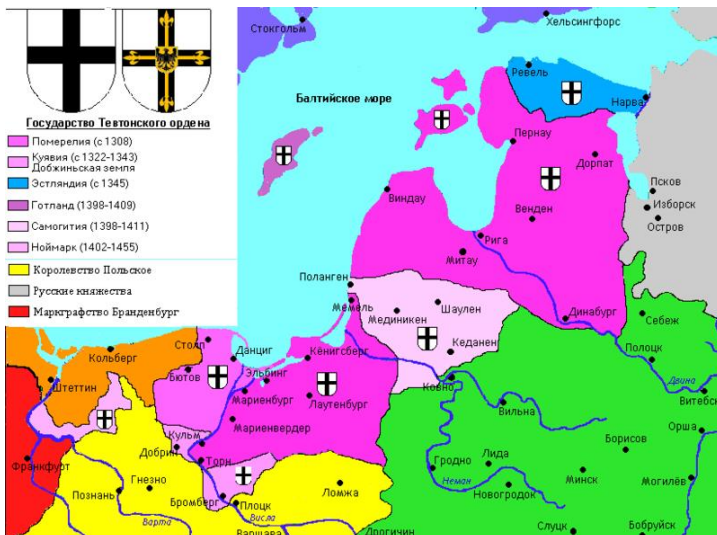 Государство Тевтонского ордена
Померелия (с 1308)
Куявия (с 1322-1343)
Добжиньская земля
Эстляндия (с 1345)
Готланд (1398-1409)
Самогития (1398-1411)
Ноймарк (1402-1455)
Королевство Польское
Русские княжества
Маркграфство Бранденбург
Стокгольм
Хельсингфорс
Балтийское море
Ревель
Нарва
Пернау
Дорпат
Псков
Изборск
Остров
Виндау
Венден
Рига
Митау
Поланген
Мемель
Шаулен
Мединикен
Кеданен
Динабург
Себеж
Полоцк
Двина
Витебс
Кольберг
Столп
Данциг
Кёнигсберг
Ковно
Штеттин
Бютов
Эльбинг
Мариенбург
Лаутенбург
Вильна
Орша
Мариенвердер
Кульм
Добрин
Торн
Борисов
Франкфурт
Гнезно
Познань
Бромберг
Плоцк
Ломжа
Гродно
Лида
Неман
Новогродок
Минск
Могилёв
Варта
Висла
Варшава
Дрогичин
Слуцк
Бобруйск